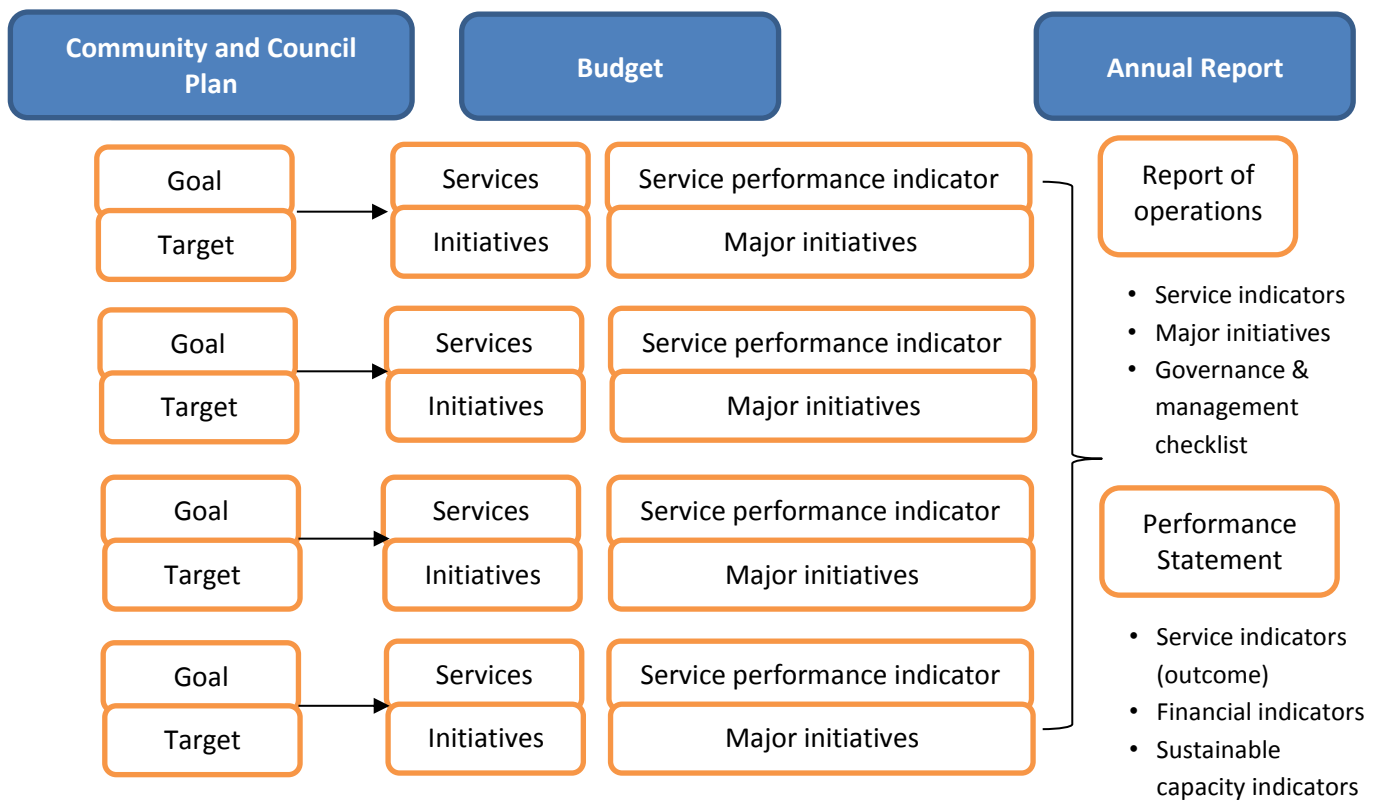 Community and Council
Plan
Budget
Annual Report
Goal
Target
Services
Initiatives
Service performance indicator
Major initiatives
Goal
Target
Services
Initiatives
Service performance indicator
Major initiatives
Goal
Target
Services
Initiatives
Service performance indicator
Major initiatives
Goal
Target
Services
Initiatives
Service performance indicator
Major initiatives
Report of
operations
• Service indicators
• Major initiatives
• Governance &
management
checklist
Performance
Statement
• Service indicators
(outcome)
• Financial indicators
• Sustainable
capacity indicators